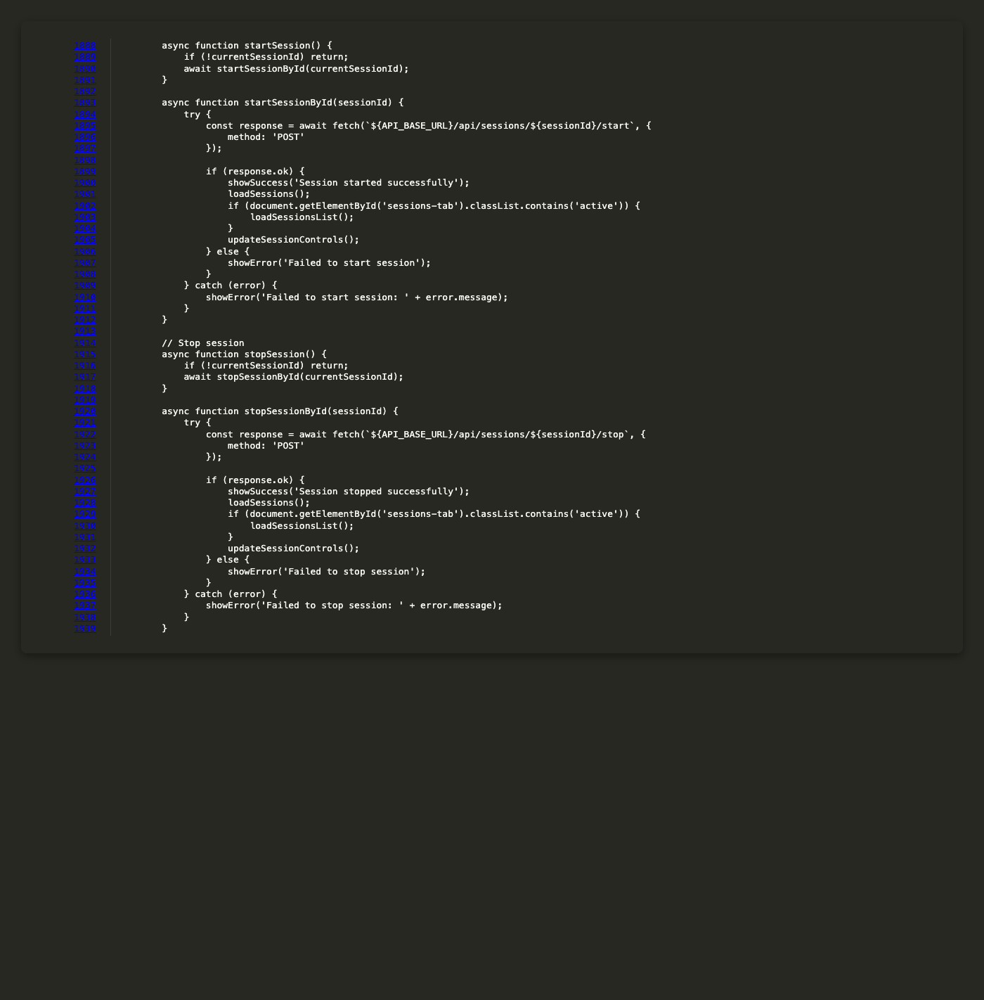 1888         async function startSession() {
1889             if (!currentSessionId) return;
1890             await startSessionById(currentSessionId);
1891         }
1892
1893         async function startSessionById(sessionId) {
1894             try {
1895                 const response = await fetch(`${API_BASE_URL}/api/sessions/${sessionId}/start`, {
1896                     method: 'POST'
1897                 });
1898
1899                 if (response.ok) {
1900                     showSuccess('Session started successfully');
1901                     loadSessions();
1902                     if (document.getElementById('sessions-tab').classList.contains('active')) {
1903                         loadSessionsList();
1904                     }
1905                     updateSessionControls();
1906                 } else {
1907                     showError('Failed to start session');
1908                 }
1909             } catch (error) {
1910                 showError('Failed to start session: ' + error.message);
1911             }
1912         }
1913
1914         // Stop session
1915         async function stopSession() {
1916             if (!currentSessionId) return;
1917             await stopSessionById(currentSessionId);
1918         }
1919
1920         async function stopSessionById(sessionId) {
1921             try {
1922                 const response = await fetch(`${API_BASE_URL}/api/sessions/${sessionId}/stop`, {
1923                     method: 'POST'
1924                 });
1925
1926                 if (response.ok) {
1927                     showSuccess('Session stopped successfully');
1928                     loadSessions();
1929                     if (document.getElementById('sessions-tab').classList.contains('active')) {
1930                         loadSessionsList();
1931                     }
1932                     updateSessionControls();
1933                 } else {
1934                     showError('Failed to stop session');
1935                 }
1936             } catch (error) {
1937                 showError('Failed to stop session: ' + error.message);
1938             }
1939         }